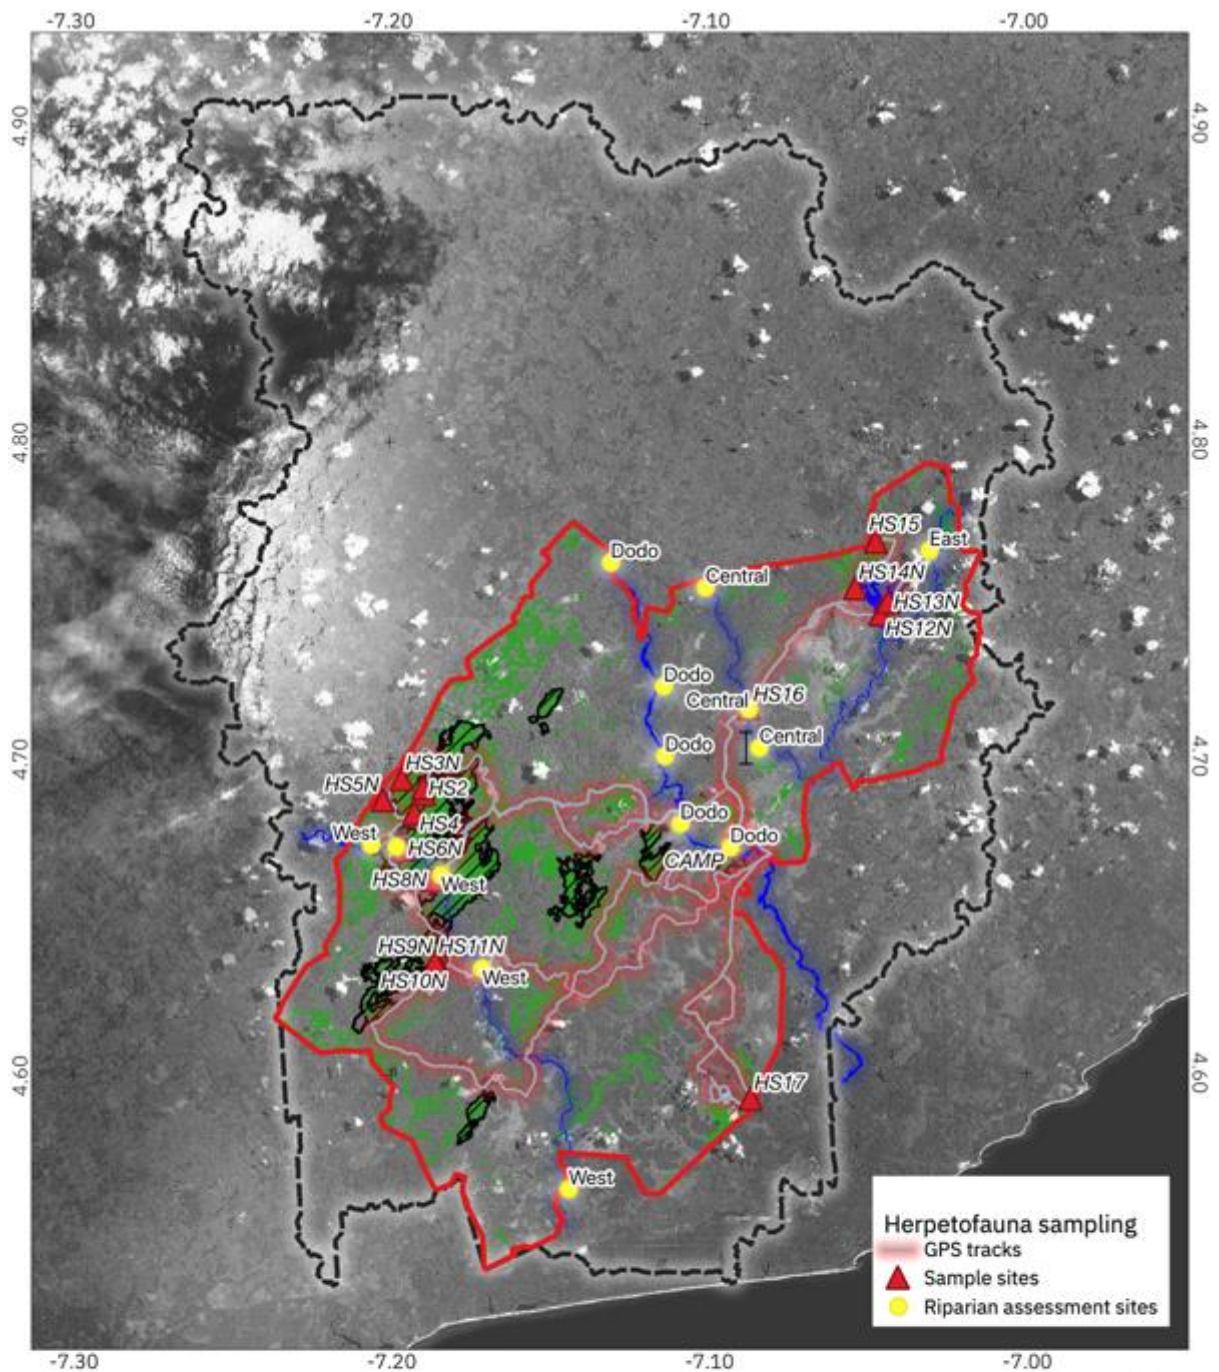 -7.30 -7.20 -7.10 -7.00
4.90 4.90
4.80 4.80
HS15
East
Dodo
HS14N
Central
HS13N
HS12N
Dodo
Central HS16
Central
Dodo
4.70 4.70
HS3N
HS5N HS2
HS4
Dodo
West Dodo
HS6N
CAMP
HS8N West
HS9N HS11N
HS10N West
4.60 4.60
HS17
West
Herpetofauna sampling
GPS tracks
Sample sites
Riparian assessment sites
-7.30 -7.20 -7.10 -7.00